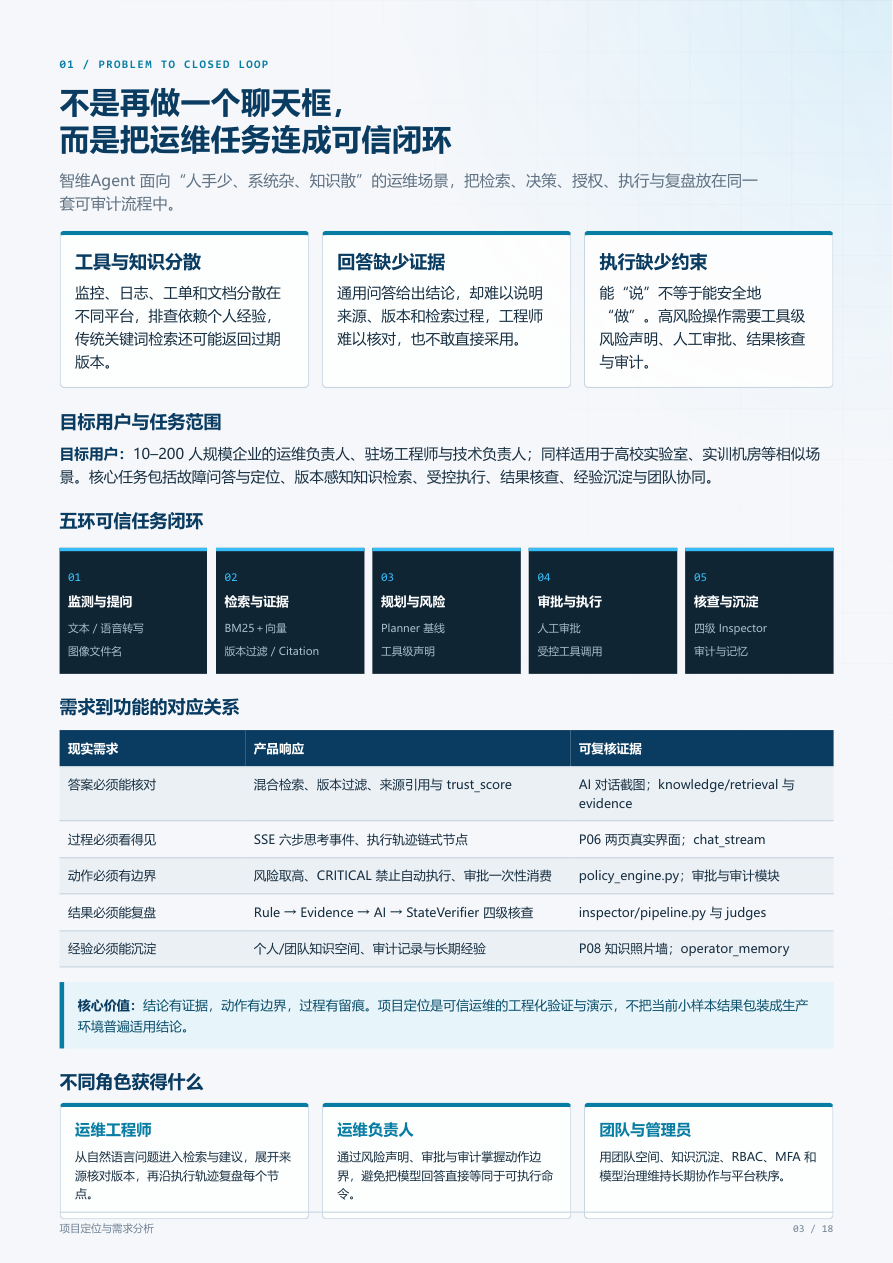 01 / PROBLEM TO CLOSED LOOP
不是再做一个聊天框，
而是把运维任务连成可信闭环
智维Agent 面向“人手少、系统杂、知识散”的运维场景，把检索、决策、授权、执行与复盘放在同一
套可审计流程中。
工具与知识分散
监控、日志、工单和文档分散在
不同平台，排查依赖个人经验，
传统关键词检索还可能返回过期
版本。
回答缺少证据
通用问答给出结论，却难以说明
来源、版本和检索过程，工程师
难以核对，也不敢直接采用。
执行缺少约束
能“说”不等于能安全地
“做”。高风险操作需要工具级
风险声明、人工审批、结果核查
与审计。
目标用户与任务范围
目标用户：10–200 人规模企业的运维负责人、驻场工程师与技术负责人；同样适用于高校实验室、实训机房等相似场
景。核心任务包括故障问答与定位、版本感知知识检索、受控执行、结果核查、经验沉淀与团队协同。
五环可信任务闭环
01
监测与提问
文本 / 语音转写
图像文件名
02
检索与证据
BM25 + 向量
版本过滤 / Citation
03
规划与风险
Planner 基线
工具级声明
04
审批与执行
人工审批
受控工具调用
05
核查与沉淀
四级 Inspector
审计与记忆
需求到功能的对应关系
现实需求 产品响应 可复核证据
答案必须能核对 混合检索、版本过滤、来源引用与 trust_score AI 对话截图；knowledge/retrieval 与
evidence
过程必须看得见 SSE 六步思考事件、执行轨迹链式节点 P06 两页真实界面；chat_stream
动作必须有边界 风险取高、CRITICAL 禁止自动执行、审批一次性消费 policy_engine.py；审批与审计模块
结果必须能复盘 Rule → Evidence → AI → StateVerifier 四级核查 inspector/pipeline.py 与 judges
经验必须能沉淀 个人/团队知识空间、审计记录与长期经验 P08 知识照片墙；operator_memory
核心价值：结论有证据，动作有边界，过程有留痕。项目定位是可信运维的工程化验证与演示，不把当前小样本结果包装成生产
环境普遍适用结论。
不同角色获得什么
运维工程师
从自然语言问题进入检索与建议，展开来
源核对版本，再沿执行轨迹复盘每个节
点。
运维负责人
通过风险声明、审批与审计掌握动作边
界，避免把模型回答直接等同于可执行命
令。
团队与管理员
用团队空间、知识沉淀、RBAC、MFA 和
模型治理维持长期协作与平台秩序。
项目定位与需求分析
03 / 18